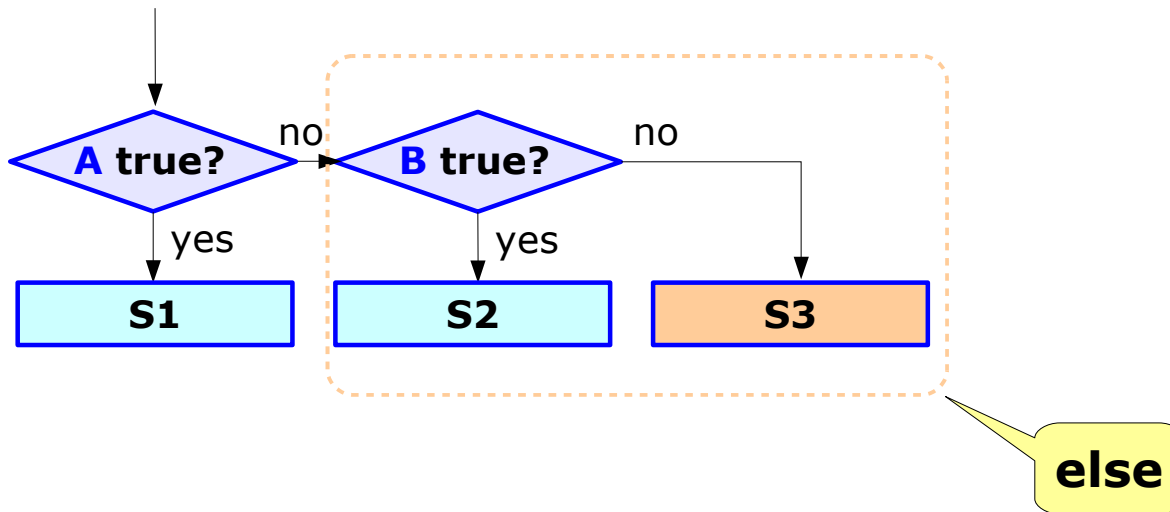 no
no
A true?
B true?
yes
yes
S1
S2
S3
else